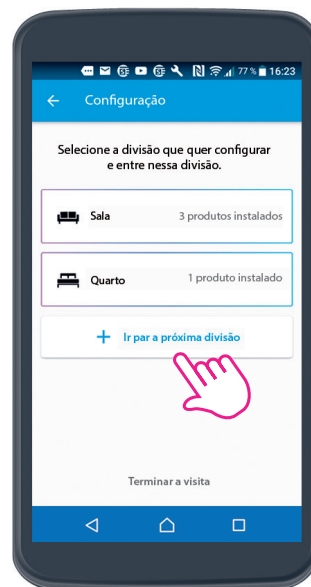 77% 16:23
Configuração
Selecione a divisão que quer configurar
e entre nessa divisão.
Sala 3 produtos instalados
Quarto 1 produto instalado
+ Ir par a próxima divisão
Terminar a visita